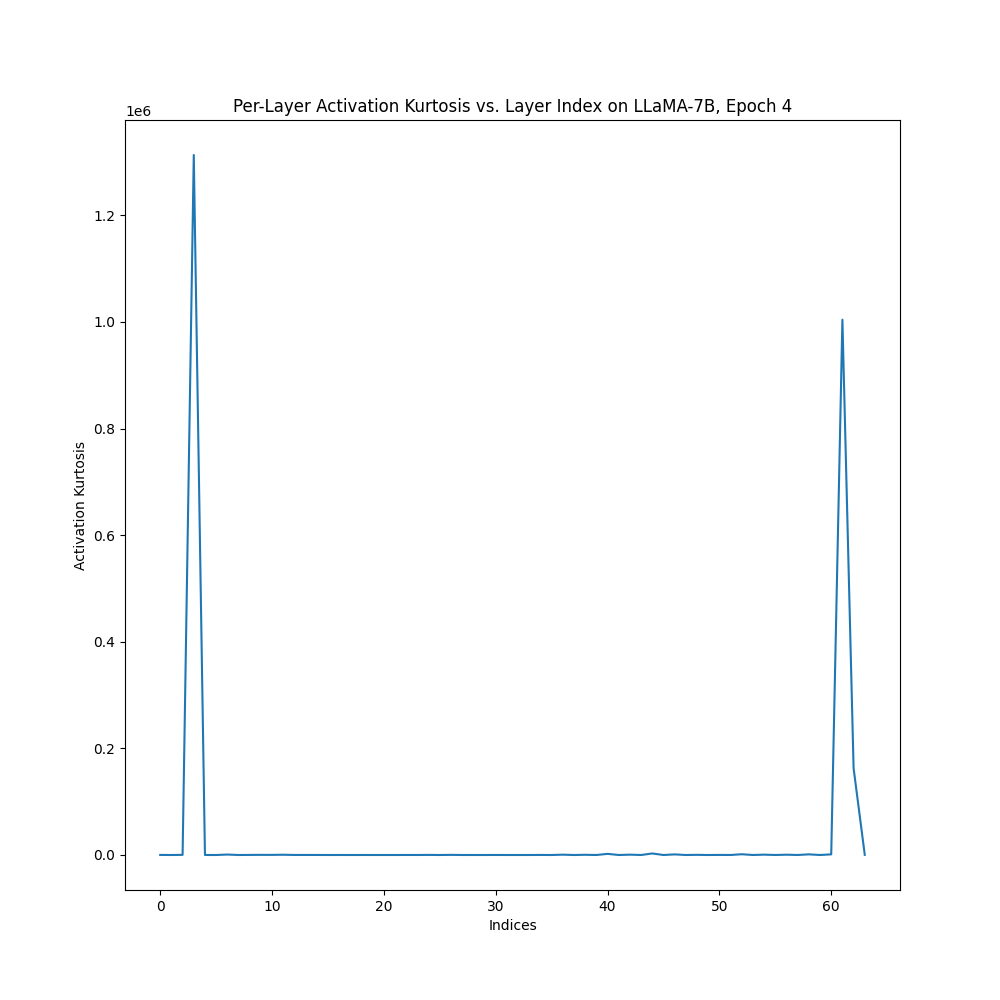 Per-Layer Activation Kurtosis vs. Layer Index on LLaMA-7B, Epoch 4
1e6
1.2
1.0
0.8
0.6
0.4
0.2
0.0
Activation Kurtosis
0 10 20 30 40 50 60
Indices